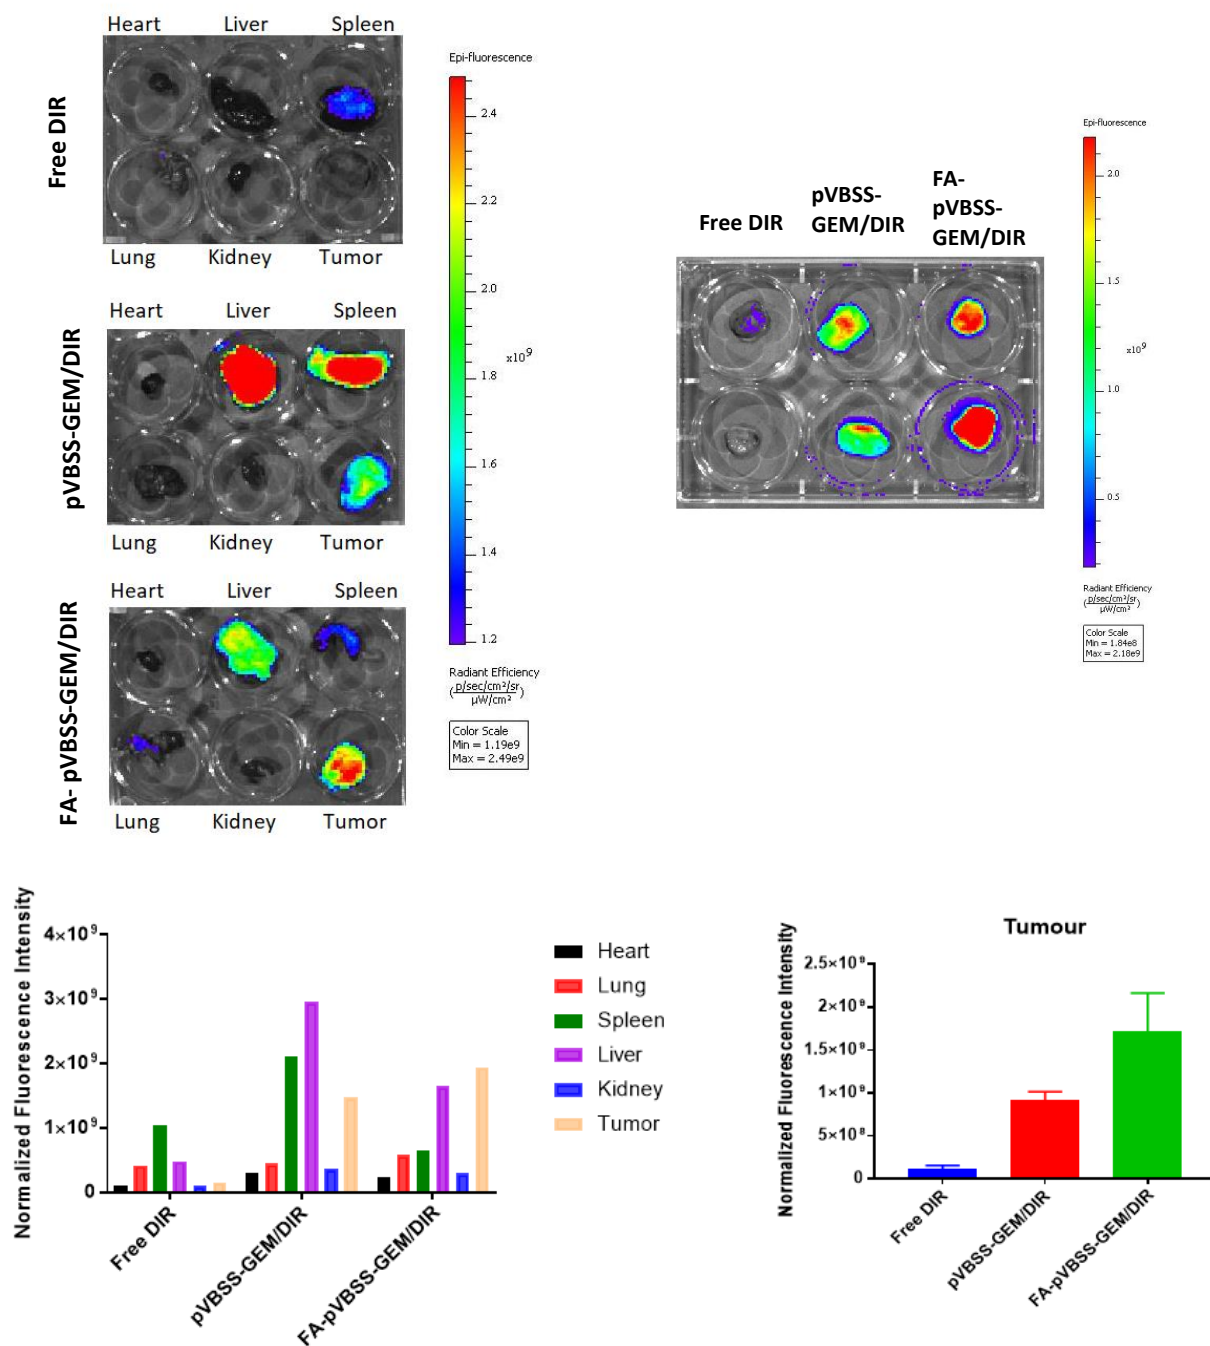 Heart Liver Spleen
Free DIR
Lung Kidney Tumor
Heart Liver Spleen
pVBSS-GEM/DIR
Lung Kidney Tumor
Heart Liver Spleen
FA- pVBSS-GEM/DIR
Lung Kidney Tumor
Epi-fluorescence
2.4
2.2
2.0
x10⁹
1.8
1.6
1.4
1.2
Radiant Efficiency
(p/sec/cm²/sr
µW/cm²)
Color Scale
Min = 1.19e9
Max = 2.49e9
Free DIR
pVBSS-
GEM/DIR
FA-
pVBSS-
GEM/DIR
Epi-fluorescence
2.0
1.5
x10⁹
1.0
0.5
Radiant Efficiency
(p/sec/cm²/sr
µW/cm²)
Color Scale
Min = 1.84e8
Max = 2.18e9
Normalized Fluorescence Intensity
4×10⁹
3×10⁹
2×10⁹
1×10⁹
0
Free DIR
pVBSS-GEM/DIR
FA-pVBSS-GEM/DIR
Heart
Lung
Spleen
Liver
Kidney
Tumor
Tumour
Normalized Fluorescence Intensity
2.5×10⁹
2×10⁹
1.5×10⁹
1×10⁹
5×10⁸
0
Free DIR
pVBSS-GEM/DIR
FA-pVBSS-GEM/DIR